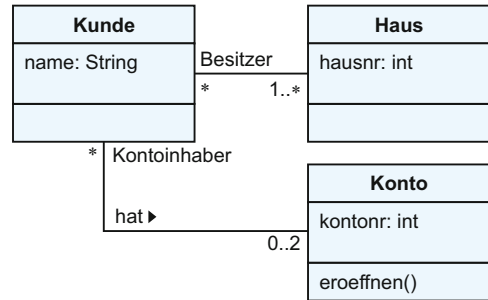 Kunde
name: String
Besitzer
*
1..*
Haus
hausnr: int
*
Kontoinhaber
hat
0..2
Konto
kontonr: int
eroeffnen()